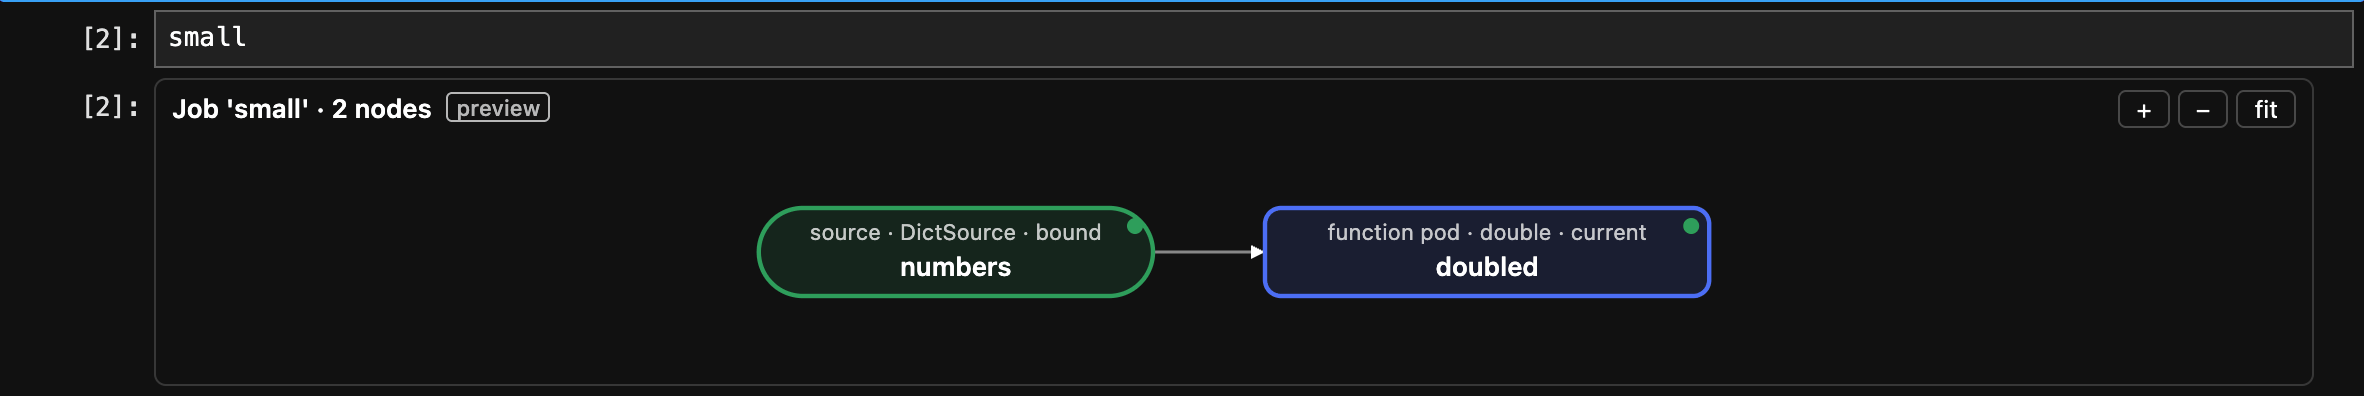 [2]: small
[2]: Job 'small' · 2 nodes preview + − fit
source · DictSource · bound
numbers
function pod · double · current
doubled